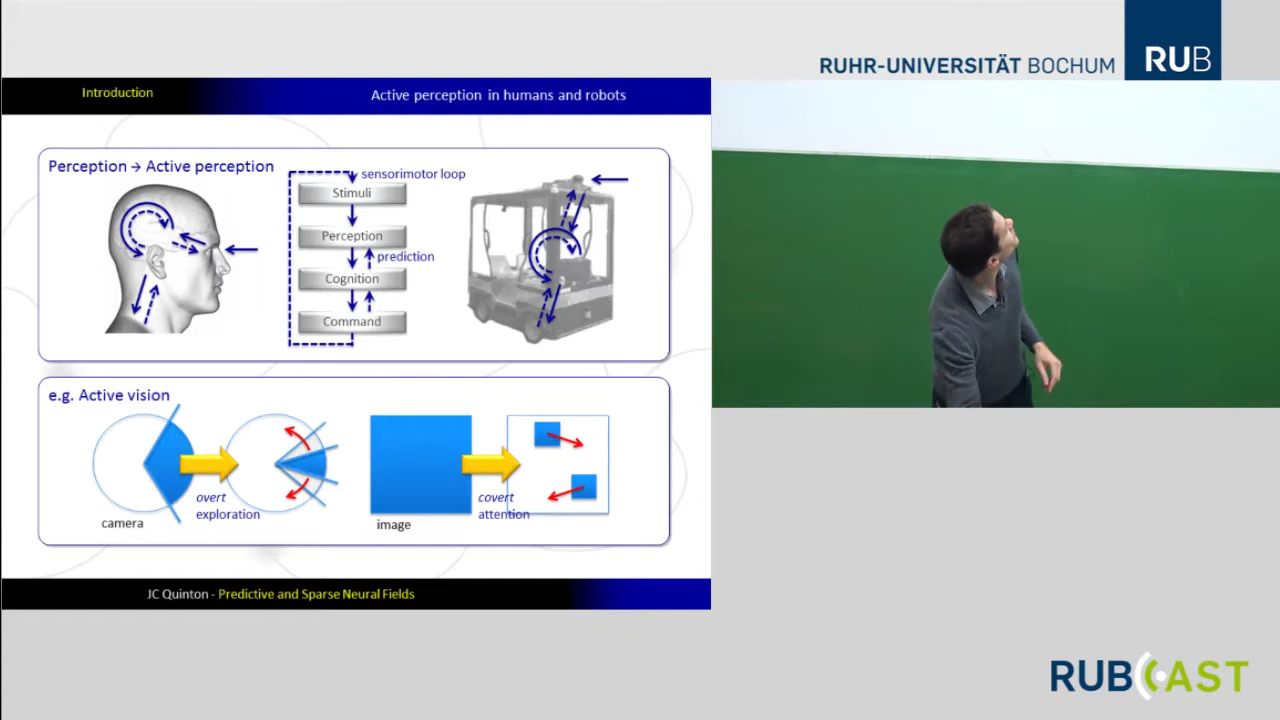 RUHR-UNIVERSITÄT BOCHUM
RUB
Introduction
Active perception in humans and robots
Perception → Active perception
sensorimotor loop
Stimuli
Perception
prediction
Cognition
Command
e.g. Active vision
camera
overt
exploration
image
covert
attention
JC Quinton - Predictive and Sparse Neural Fields
RUBCAST